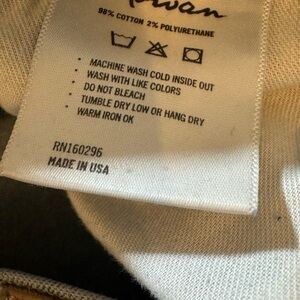 98% COTTON 2% POLYURETHANE
• MACHINE WASH COLD INSIDE OUT
• WASH WITH LIKE COLORS
• DO NOT BLEACH
• TUMBLE DRY LOW OR HANG DRY
• WARM IRON OK
RN160296
MADE IN USA